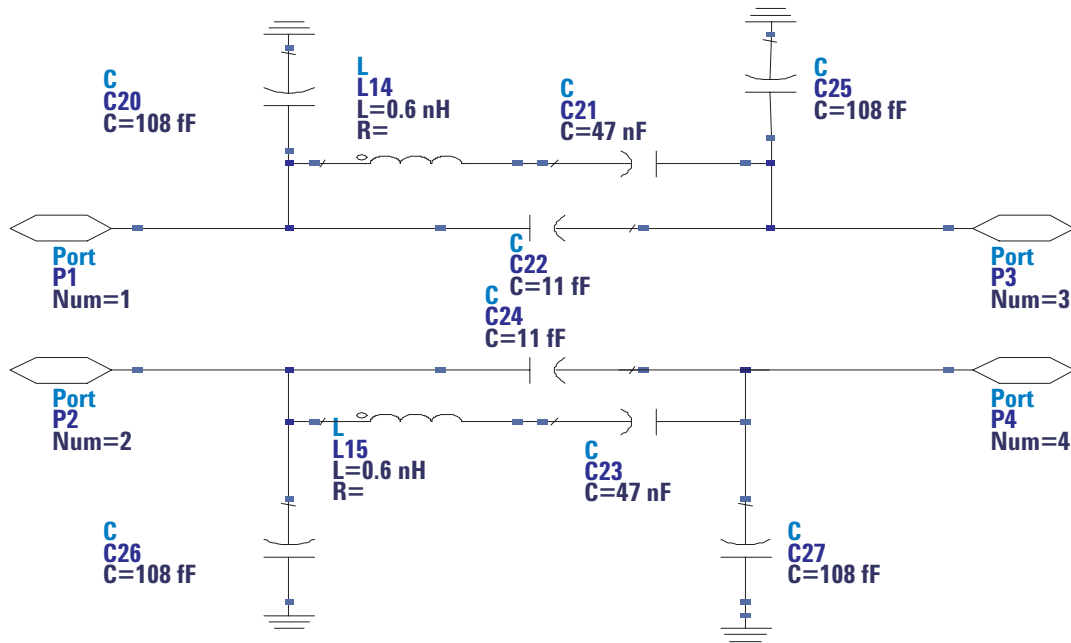 C
C20
C=108 fF
L
L14
L=0.6 nH
R=
C
C21
C=47 nF
C
C25
C=108 fF
Port
P1
Num=1
C
C22
C=11 fF
Port
P3
Num=3
C
C24
C=11 fF
Port
P2
Num=2
L
L15
L=0.6 nH
R=
C
C23
C=47 nF
Port
P4
Num=4
C
C26
C=108 fF
C
C27
C=108 fF